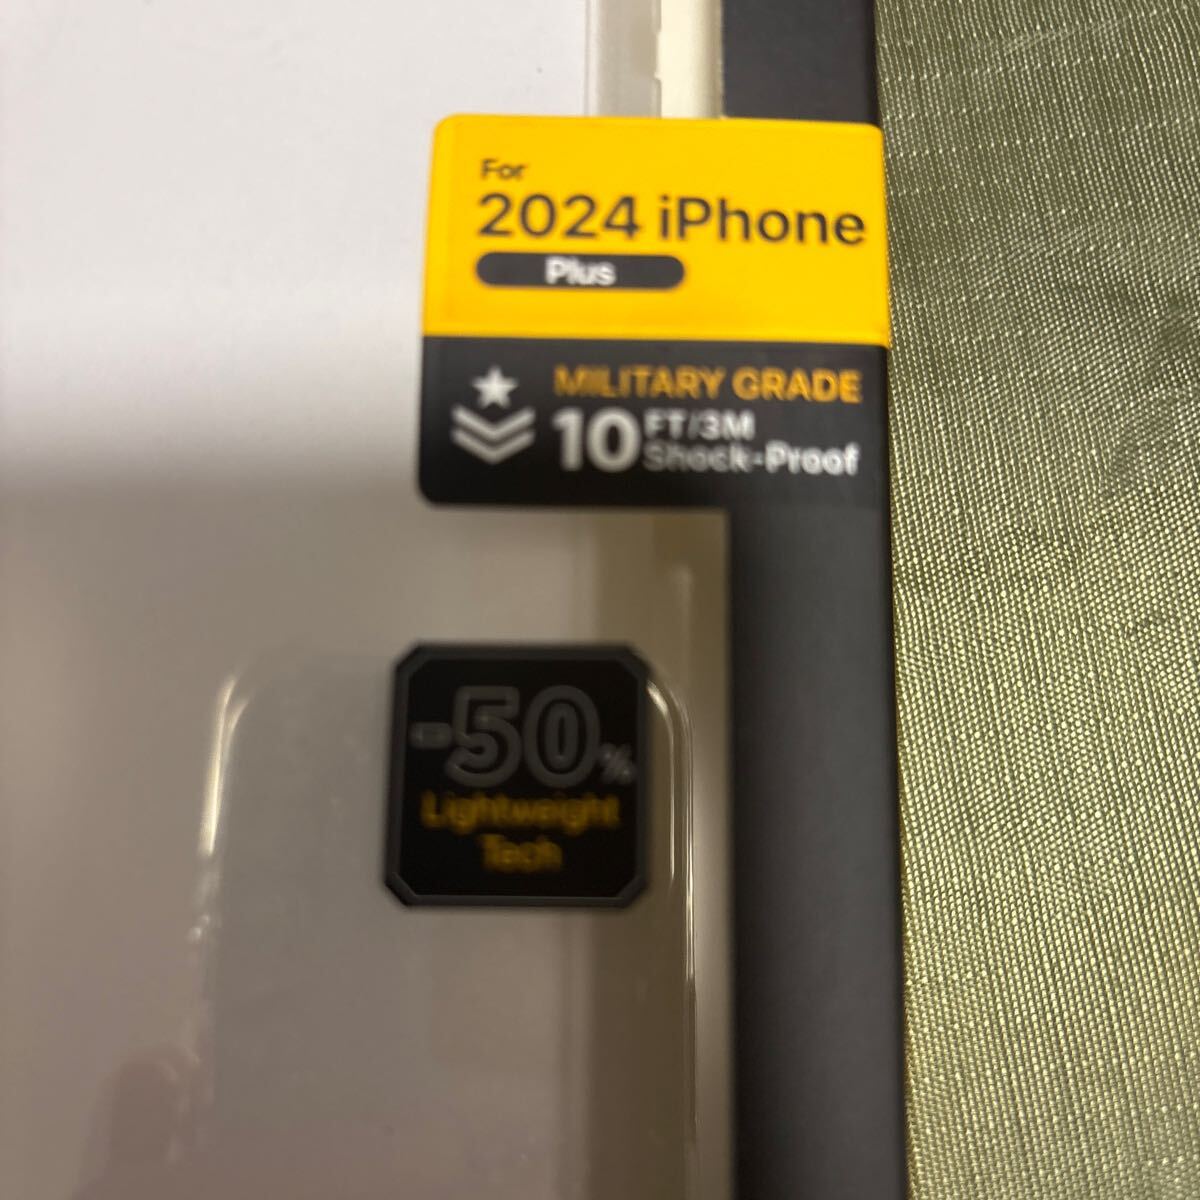 For
2024 iPhone
Plus
MILITARY GRADE
10 FT/3M
Shock-Proof
-50%
Lightweight
Tech